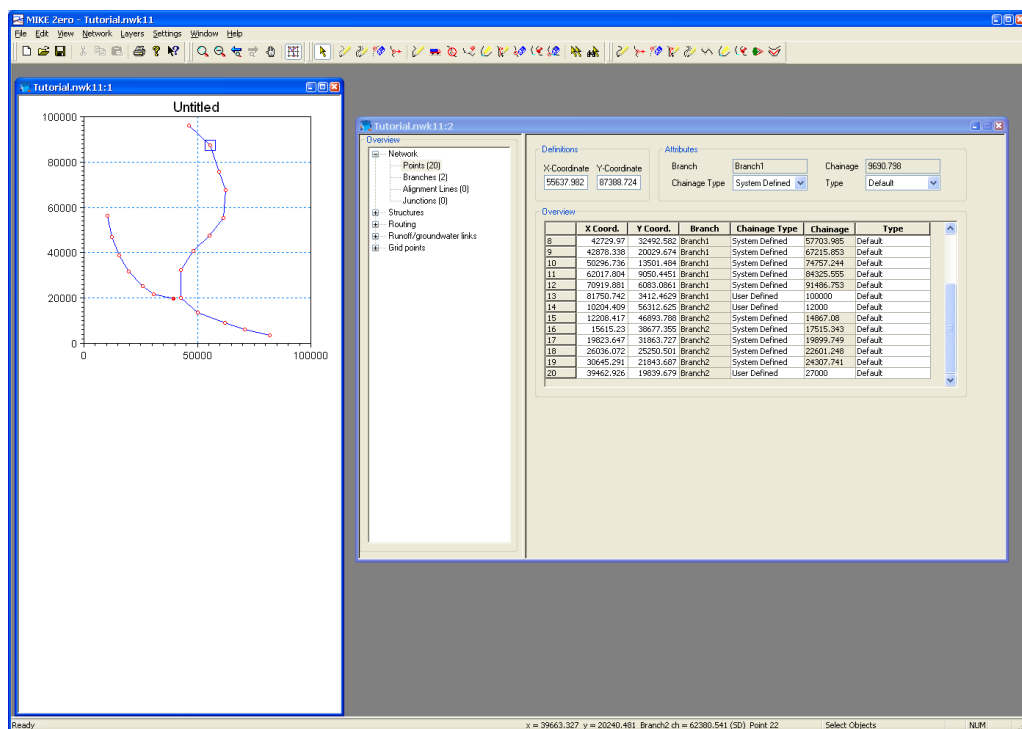 MIKE Zero - Tutorial.nwk11
File Edit View Network Layers Settings Window Help
Tutorial.nwk11:1
Untitled
100000
80000
60000
40000
20000
0
0 50000 100000
Tutorial.nwk11:2
Overview
Network
Points (20)
Branches (2)
Alignment Lines (0)
Junctions (0)
Structures
Routing
Runoff/groundwater links
Grid points
Definitions
X-Coordinate Y-Coordinate
55637.982 87388.724
Attributes
Branch Branch1 Chainage 9690.798
Chainage Type System Defined Type Default
Overview
X Coord. Y Coord. Branch Chainage Type Chainage Type
8 42729.97 32492.582 Branch1 System Defined 57703.985 Default
9 42878.338 20029.674 Branch1 System Defined 67215.853 Default
10 50296.736 13501.484 Branch1 System Defined 74757.244 Default
11 62017.804 9050.4451 Branch1 System Defined 84325.555 Default
12 70919.881 6083.0861 Branch1 System Defined 91486.753 Default
13 81750.742 3412.4629 Branch1 User Defined 100000 Default
14 10204.409 56312.625 Branch2 User Defined 12000 Default
15 12208.417 46893.788 Branch2 System Defined 14867.08 Default
16 15615.23 38677.355 Branch2 System Defined 17515.343 Default
17 19823.647 31863.727 Branch2 System Defined 19899.749 Default
18 26036.072 25250.501 Branch2 System Defined 22601.248 Default
19 30645.291 21843.687 Branch2 System Defined 24307.741 Default
20 39462.926 19839.679 Branch2 User Defined 27000 Default
Ready x = 39663.327 y = 20240.481 Branch2 ch = 62380.541 (SD) Point 22 Select Objects NUM